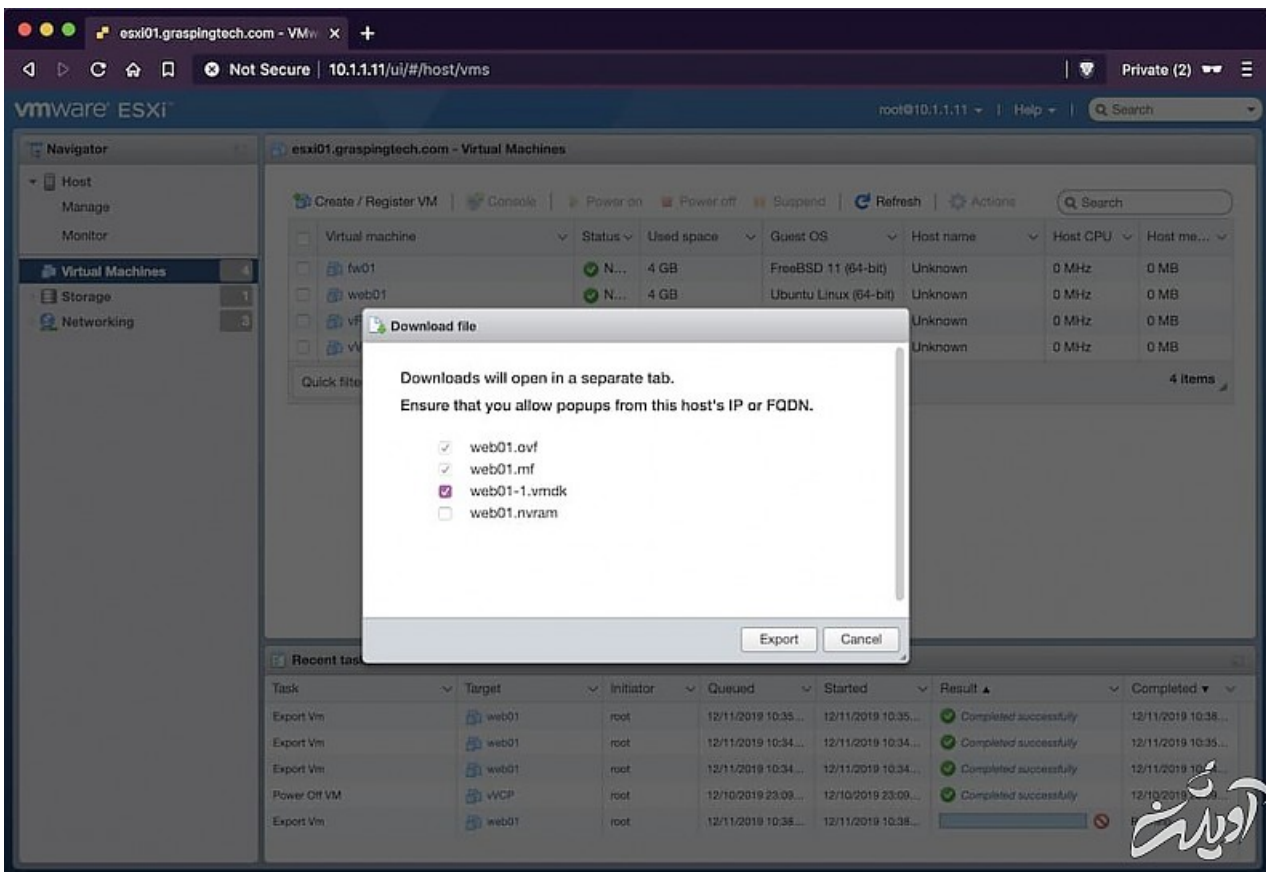 esxi01.graspingtech.com - VMw
Not Secure | 10.1.1.11/ui/#/host/vms
Private (2)
vmware ESXi
root@10.1.1.11 | Help | Search
Navigator
Host
Manage
Monitor
Virtual Machines 4
Storage 1
Networking 3
esxi01.graspingtech.com - Virtual Machines
Create / Register VM | Console | Power on Power off Suspend | Refresh | Actions Search
Virtual machine Status Used space Guest OS Host name Host CPU Host me...
fw01 N... 4 GB FreeBSD 11 (64-bit) Unknown 0 MHz 0 MB
web01 N... 4 GB Ubuntu Linux (64-bit) Unknown 0 MHz 0 MB
Unknown 0 MHz 0 MB
Unknown 0 MHz 0 MB
Quick filte
4 items
Download file
Downloads will open in a separate tab.
Ensure that you allow popups from this host's IP or FQDN.
web01.ovf
web01.mf
web01-1.vmdk
web01.nvram
Export Cancel
Recent tas
Task Target Initiator Queued Started Result Completed
Export Vm web01 root 12/11/2019 10:35... 12/11/2019 10:35... Completed successfully 12/11/2019 10:38...
Export Vm web01 root 12/11/2019 10:34... 12/11/2019 10:34... Completed successfully 12/11/2019 10:35...
Export Vm web01 root 12/11/2019 10:34... 12/11/2019 10:34... Completed successfully 12/11/2019
Power Off VM vWCP root 12/10/2019 23:09... 12/10/2019 23:09... Completed successfully 12/10/2019
Export Vm web01 root 12/11/2019 10:38... 12/11/2019 10:38...